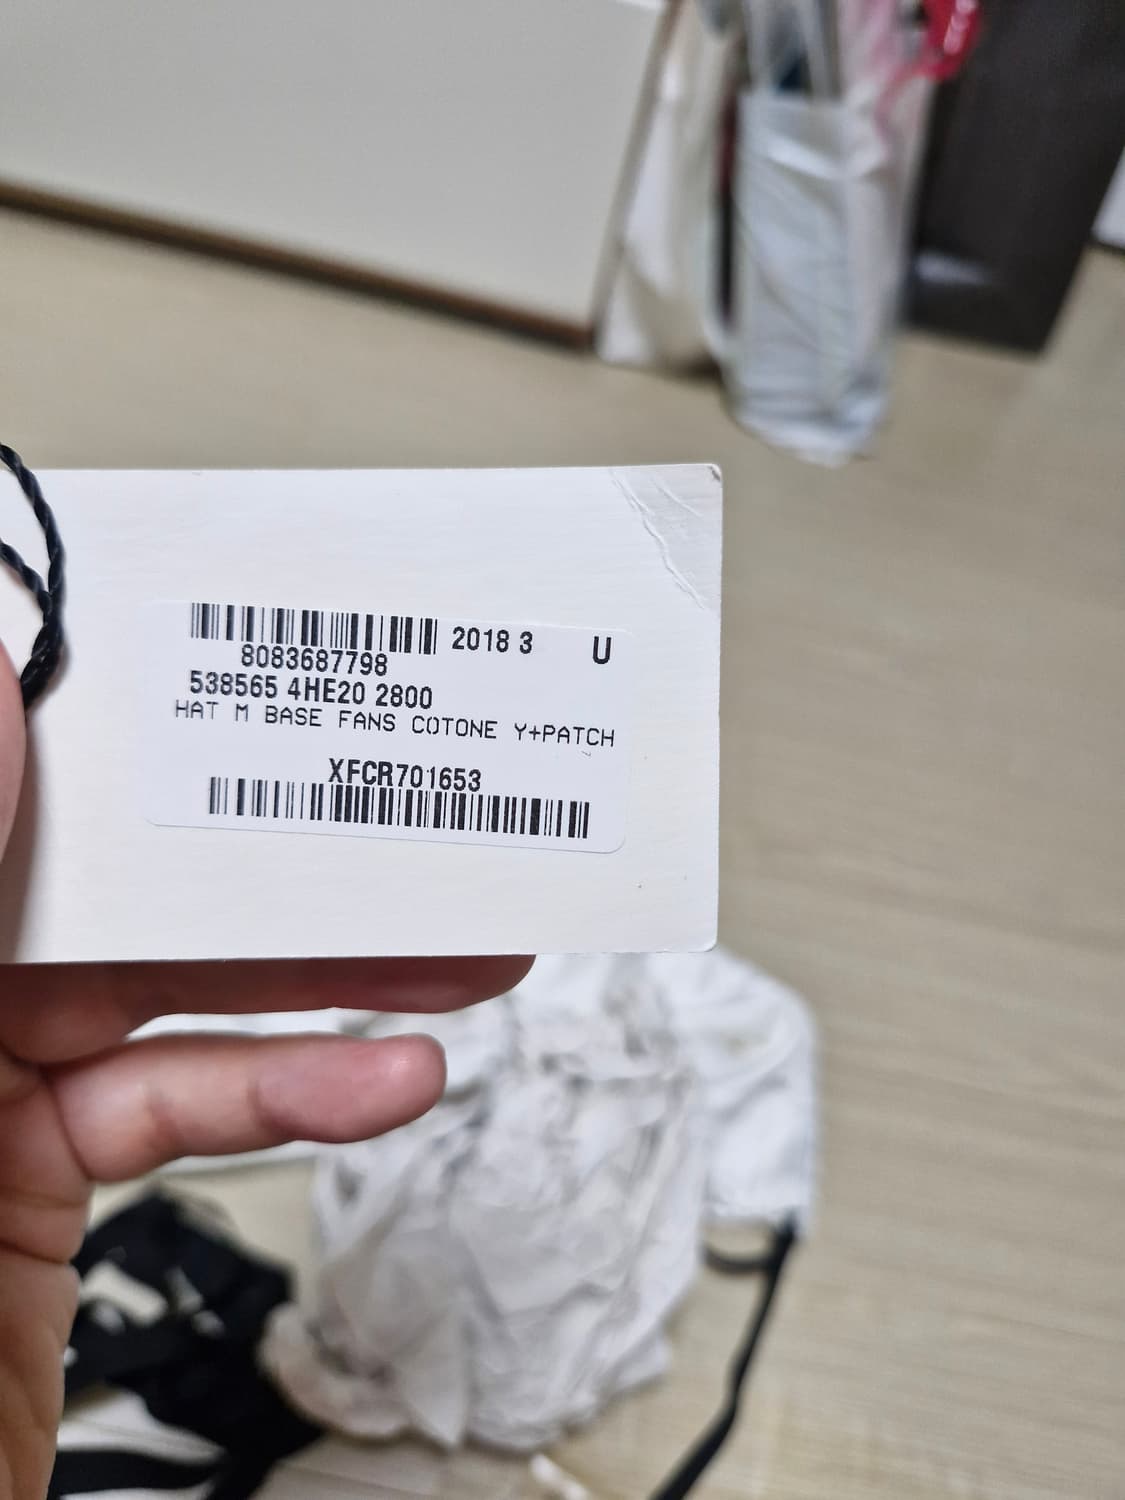 2018 3 U
8083687798
538565 4HE20 2800
HAT M BASE FANS COTONE Y+PATCH
XFCR701653